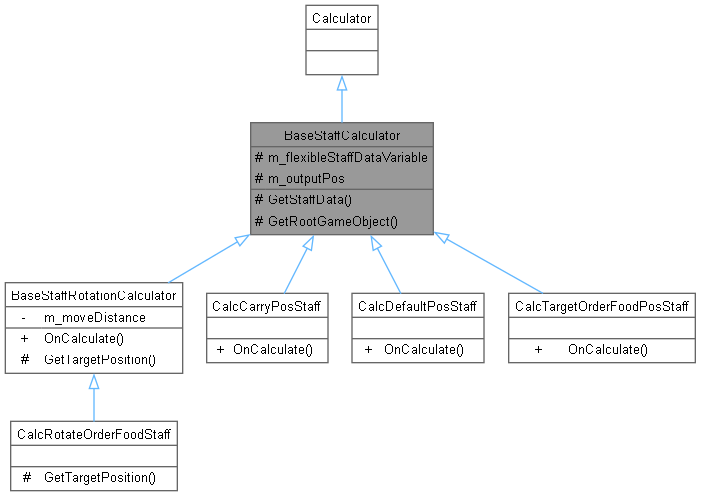 Calculator
BaseStaffCalculator
# m_flexibleStaffDataVariable
# m_outputPos
# GetStaffData()
# GetRootGameObject()
BaseStaffRotationCalculator
- m_moveDistance
+ OnCalculate()
# GetTargetPosition()
CalcCarryPosStaff
+ OnCalculate()
CalcDefaultPosStaff
+ OnCalculate()
CalcTargetOrderFoodPosStaff
+ OnCalculate()
CalcRotateOrderFoodStaff
# GetTargetPosition()